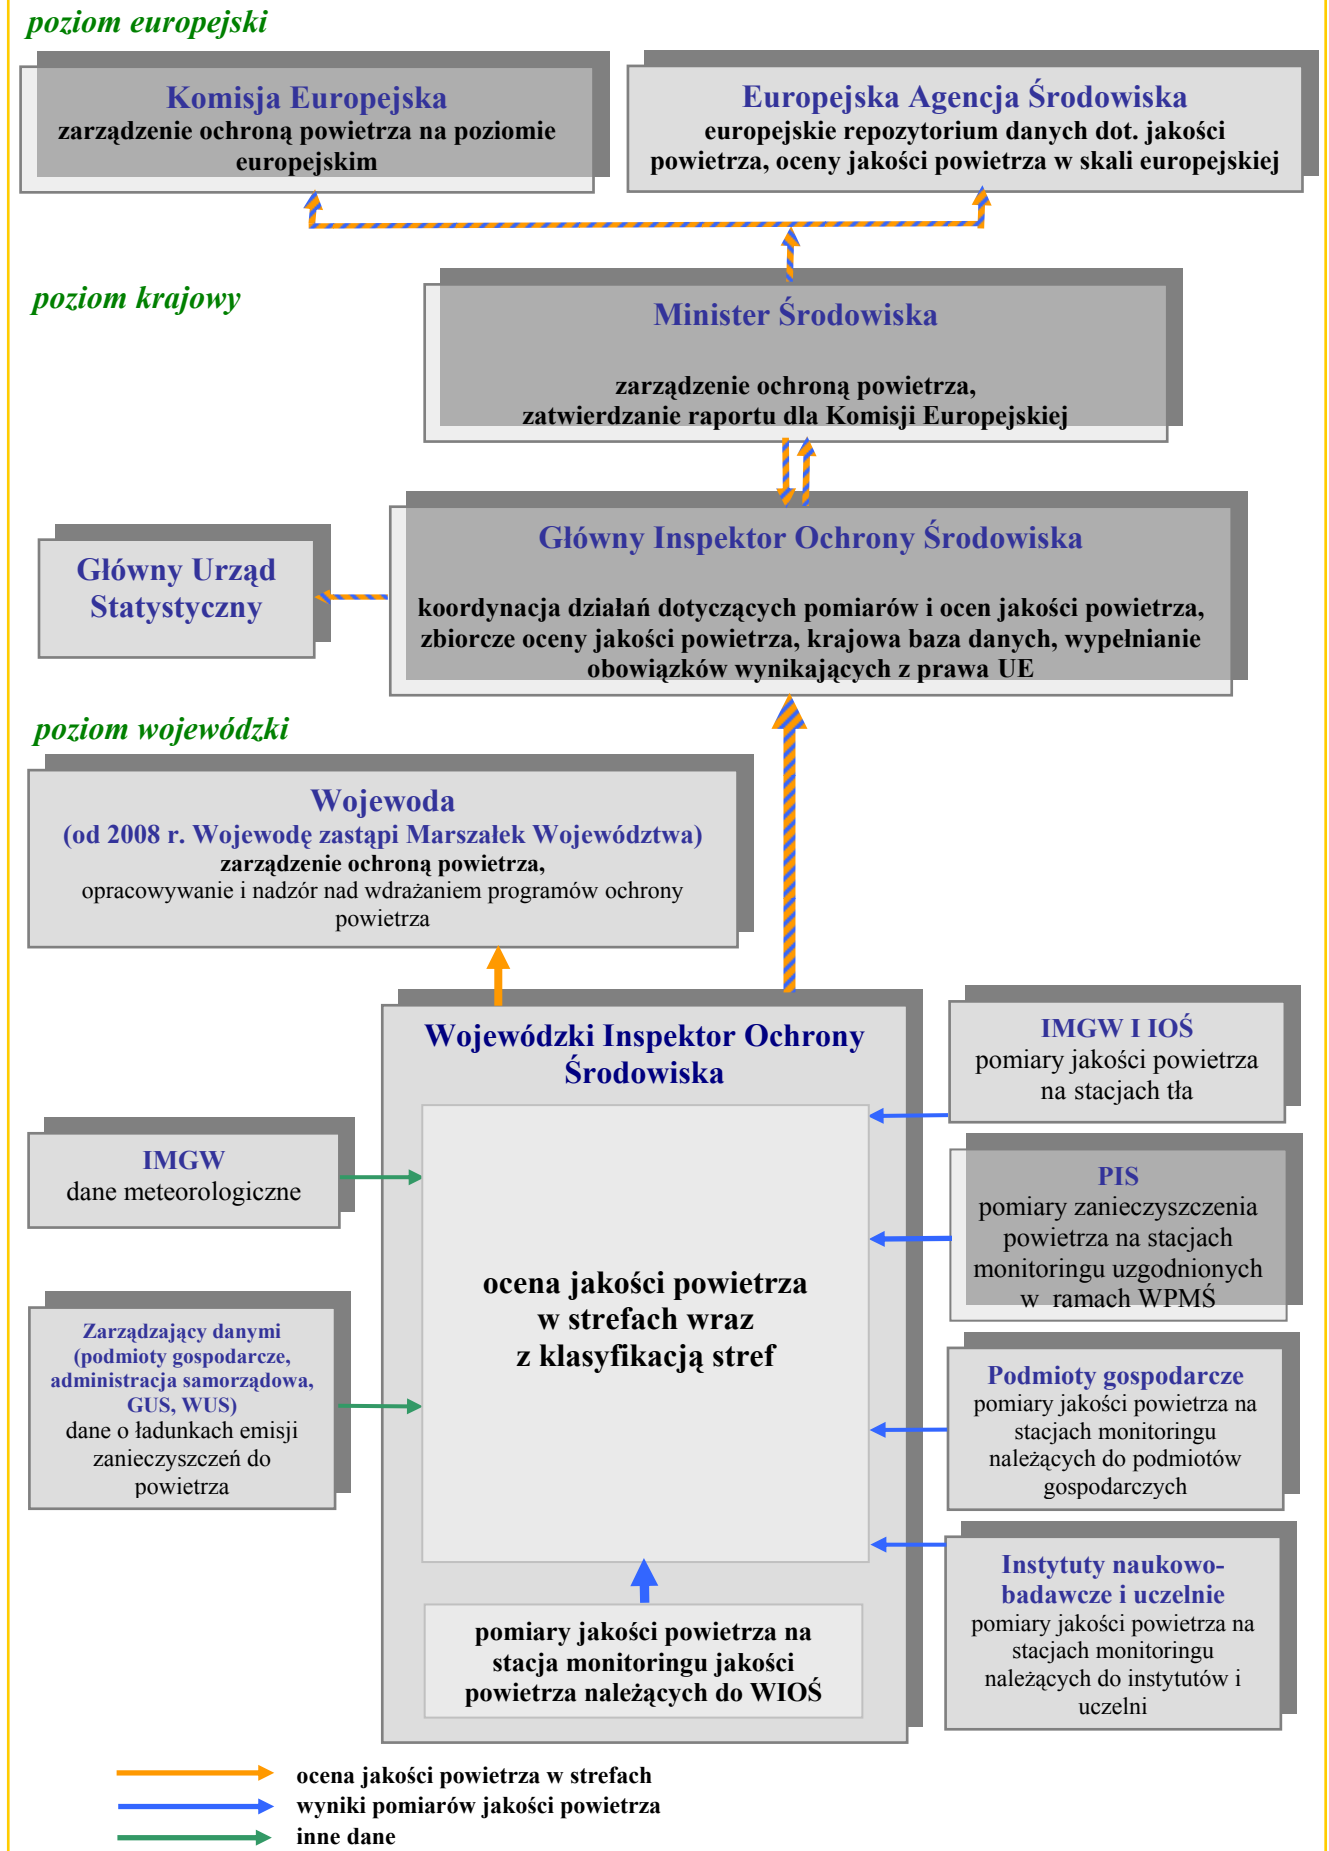 poziom europejski
Komisja Europejska
zarządzenie ochroną powietrza na poziomie
europejskim
Europejska Agencja Środowiska
europejskie repozytorium danych dot. jakości
powietrza, oceny jakości powietrza w skali europejskiej
poziom krajowy
Minister Środowiska
zarządzenie ochroną powietrza,
zatwierdzanie raportu dla Komisji Europejskiej
Główny Urząd
Statystyczny
Główny Inspektor Ochrony Środowiska
koordynacja działań dotyczących pomiarów i ocen jakości powietrza,
zbiorcze oceny jakości powietrza, krajowa baza danych, wypełnianie
obowiązków wynikających z prawa UE
poziom wojewódzki
Wojewoda
(od 2008 r. Wojewodę zastąpi Marszałek Województwa)
zarządzenie ochroną powietrza,
opracowywanie i nadzór nad wdrażaniem programów ochrony
powietrza
Wojewódzki Inspektor Ochrony
Środowiska
IMGW
dane meteorologiczne
Zarządzający danymi
(podmioty gospodarcze,
administracja samorządowa,
GUS, WUS)
dane o ładunkach emisji
zanieczyszczeń do
powietrza
ocena jakości powietrza
w strefach wraz
z klasyfikacją stref
pomiary jakości powietrza na
stacja monitoringu jakości
powietrza należących do WIOŚ
IMGW I IOŚ
pomiary jakości powietrza
na stacjach tła
PIS
pomiary zanieczyszczenia
powietrza na stacjach
monitoringu uzgodnionych
w ramach WPMŚ
Podmioty gospodarcze
pomiary jakości powietrza na
stacjach monitoringu
należących do podmiotów
gospodarczych
Instytuty naukowo-
badawcze i uczelnie
pomiary jakości powietrza na
stacjach monitoringu
należących do instytutów i
uczelni
ocena jakości powietrza w strefach
wyniki pomiarów jakości powietrza
inne dane